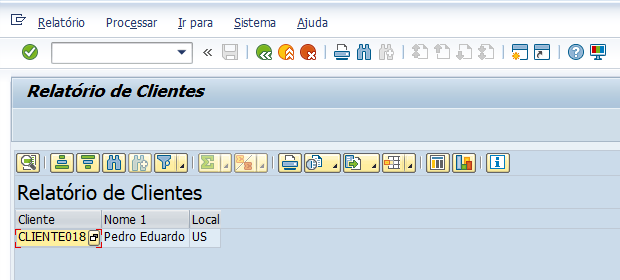 Relatório Processar Ir para Sistema Ajuda
Relatório de Clientes
Relatório de Clientes
Cliente Nome 1 Local
CLIENTE018 Pedro Eduardo US